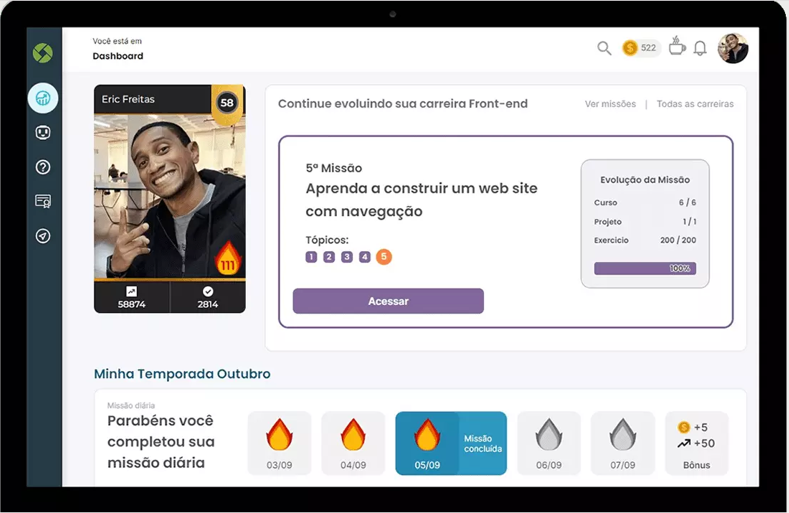 Você está em
Dashboard
522
Eric Freitas
58
111
58874
2814
Continue evoluindo sua carreira Front-end
Ver missões | Todas as carreiras
5ª Missão
Aprenda a construir um web site
com navegação
Tópicos:
1 2 3 4 5
Acessar
Evolução da Missão
Curso 6 / 6
Projeto 1 / 1
Exercicio 200 / 200
100%
Minha Temporada Outubro
Missão diária
Parabéns você
completou sua
missão diária
03/09
04/09
05/09
Missão
concluída
06/09
07/09
+5
+50
Bônus